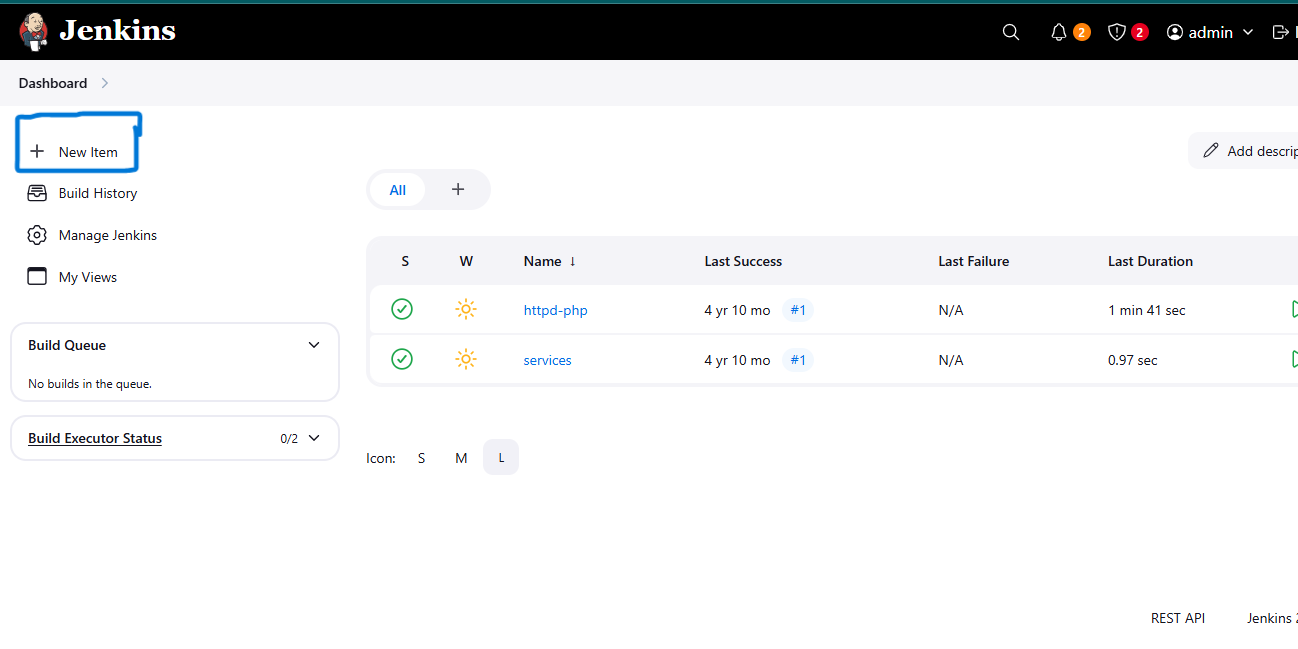 Jenkins
2 2 admin
Dashboard
New Item
Add descrip
Build History
All
Manage Jenkins
My Views
S W Name ↓ Last Success Last Failure Last Duration
httpd-php 4 yr 10 mo #1 N/A 1 min 41 sec
services 4 yr 10 mo #1 N/A 0.97 sec
Build Queue
No builds in the queue.
Build Executor Status 0/2
Icon: S M L
REST API Jenkins 2